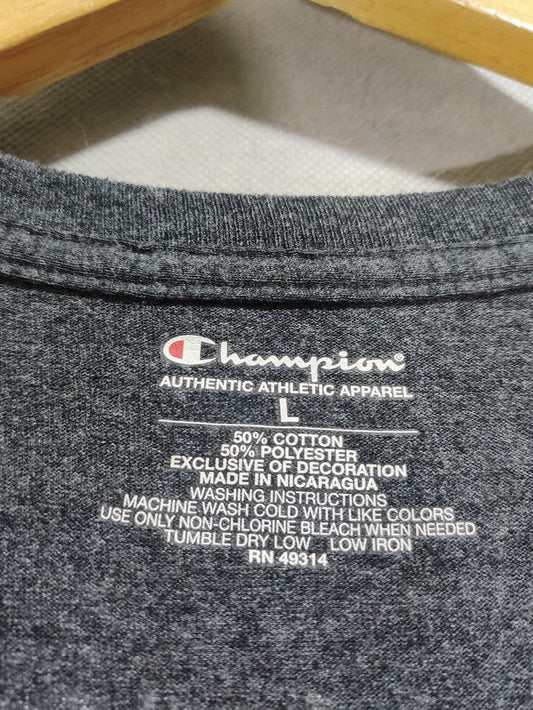 Champion®
AUTHENTIC ATHLETIC APPAREL
L
50% COTTON
50% POLYESTER
EXCLUSIVE OF DECORATION
MADE IN NICARAGUA
WASHING INSTRUCTIONS
MACHINE WASH COLD WITH LIKE COLORS
USE ONLY NON-CHLORINE BLEACH WHEN NEEDED
TUMBLE DRY LOW LOW IRON
RN 49314